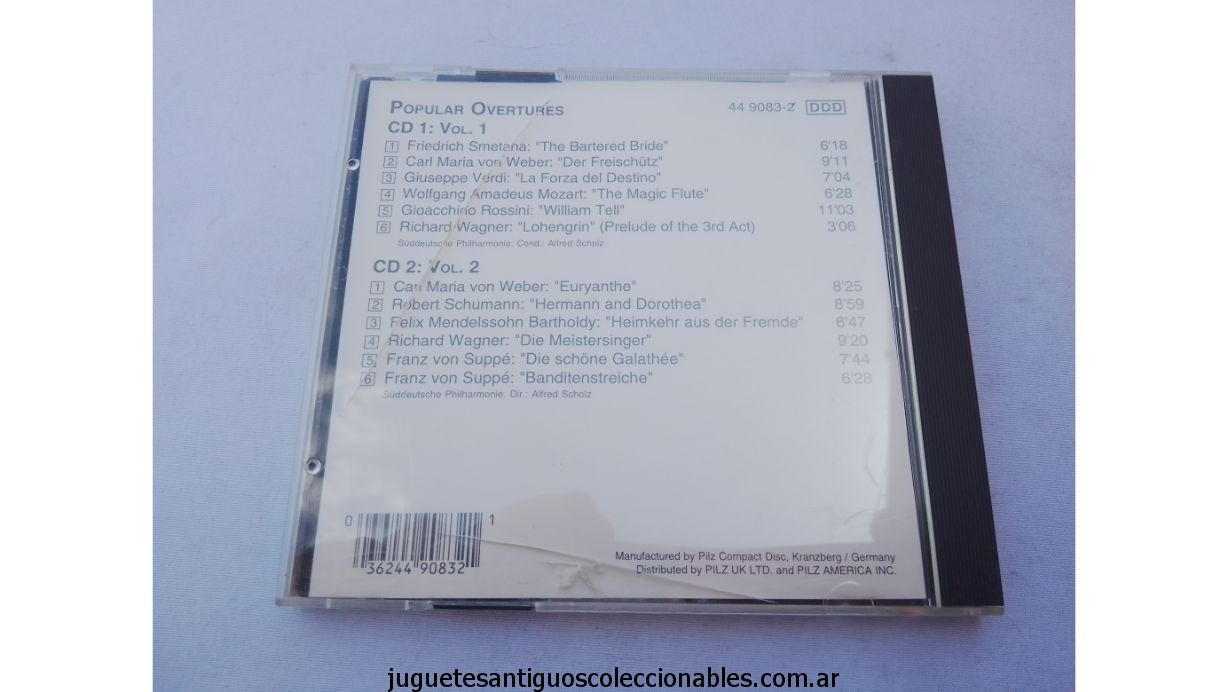 POPULAR OVERTURES 44 9083-2 DDD
CD 1: VOL. 1
1 Friedrich Smetana: "The Bartered Bride" 6'18
2 Carl Maria von Weber: "Der Freischütz" 9'11
3 Giuseppe Verdi: "La Forza del Destino" 7'04
4 Wolfgang Amadeus Mozart: "The Magic Flute" 6'28
5 Gioacchino Rossini: "William Tell" 11'03
6 Richard Wagner: "Lohengrin" (Prelude of the 3rd Act) 3'06
Süddeutsche Philharmonie. Cond.: Alfred Scholz
CD 2: VOL. 2
1 Carl Maria von Weber: "Euryanthe" 8'25
2 Robert Schumann: "Hermann and Dorothea" 8'59
3 Felix Mendelssohn Bartholdy: "Heimkehr aus der Fremde" 6'47
4 Richard Wagner: "Die Meistersinger" 9'20
5 Franz von Suppé: "Die schöne Galathée" 7'44
6 Franz von Suppé: "Banditenstreiche" 6'28
Süddeutsche Philharmonie. Dir.: Alfred Scholz
0 36244 90832 1
Manufactured by Pilz Compact Disc, Kranzberg / Germany
Distributed by PILZ UK LTD. and PILZ AMERICA INC.
juguetesantiguoscoleccionables.com.ar